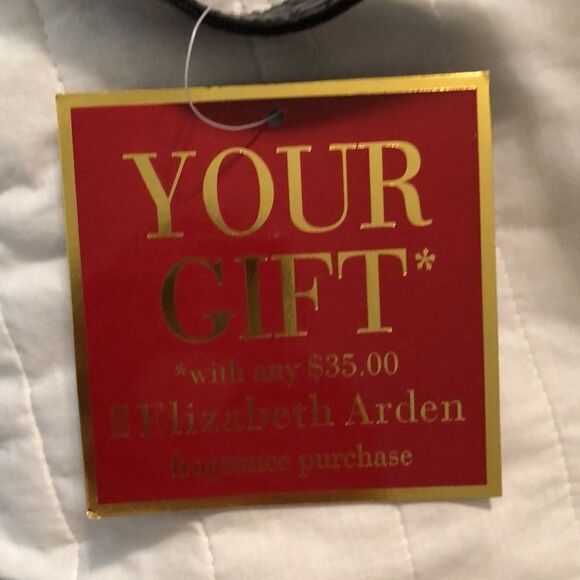 YOUR
GIFT*
*with any $35.00
Elizabeth Arden
fragrance purchase